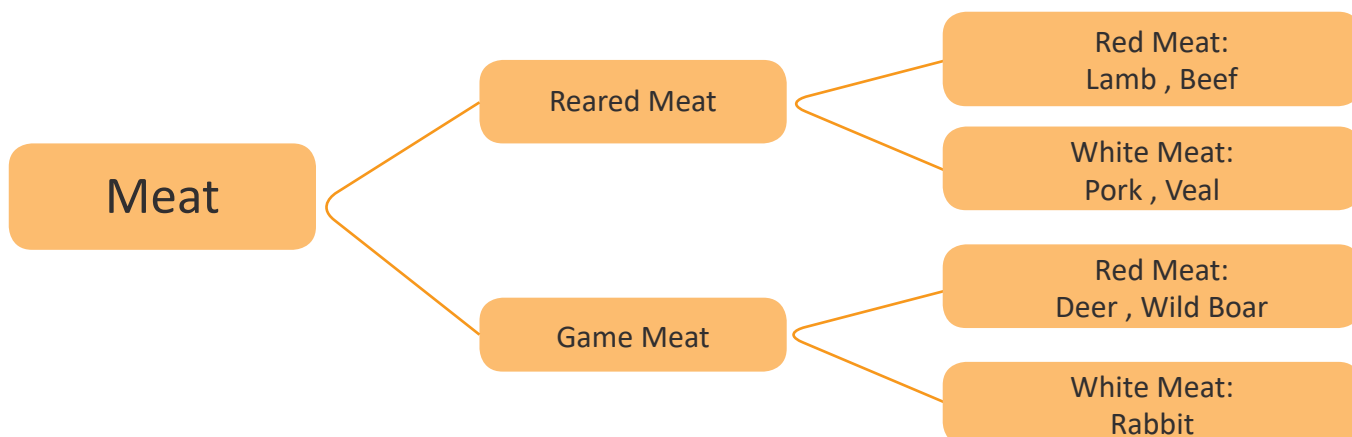 Meat
Reared Meat
Red Meat:
Lamb , Beef
White Meat:
Pork , Veal
Game Meat
Red Meat:
Deer , Wild Boar
White Meat:
Rabbit